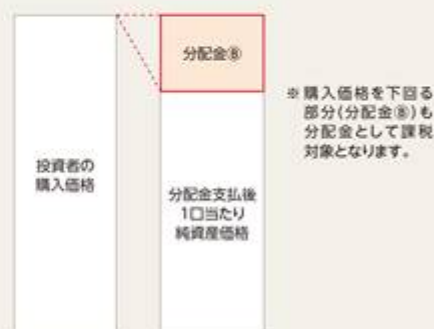 投資者の
購入価格
分配金Ⓑ
分配金支払後
1口当たり
純資産価格
※購入価格を下回る
部分(分配金Ⓑ)も
分配金として課税
対象となります。